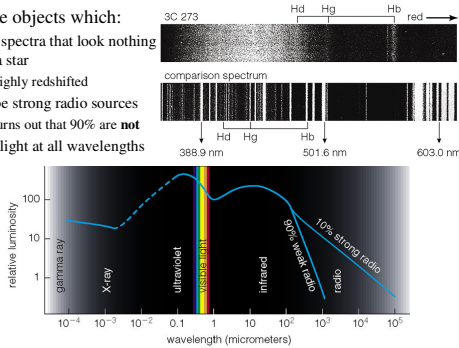 e objects which:
spectra that look nothing
a star
ighly redshifted
be strong radio sources
urns out that 90% are not
light at all wavelengths
3C 273
Hd Hg Hb red
comparison spectrum
Hd Hg Hb
388.9 nm 501.6 nm 603.0 nm
relative luminosity
100
10
1
gamma ray
X-ray
ultraviolet
visible light
infrared
90% weak radio
radio
10% strong radio
10⁻⁴ 10⁻³ 10⁻² 0.1 1 10 10² 10³ 10⁴ 10⁵
wavelength (micrometers)